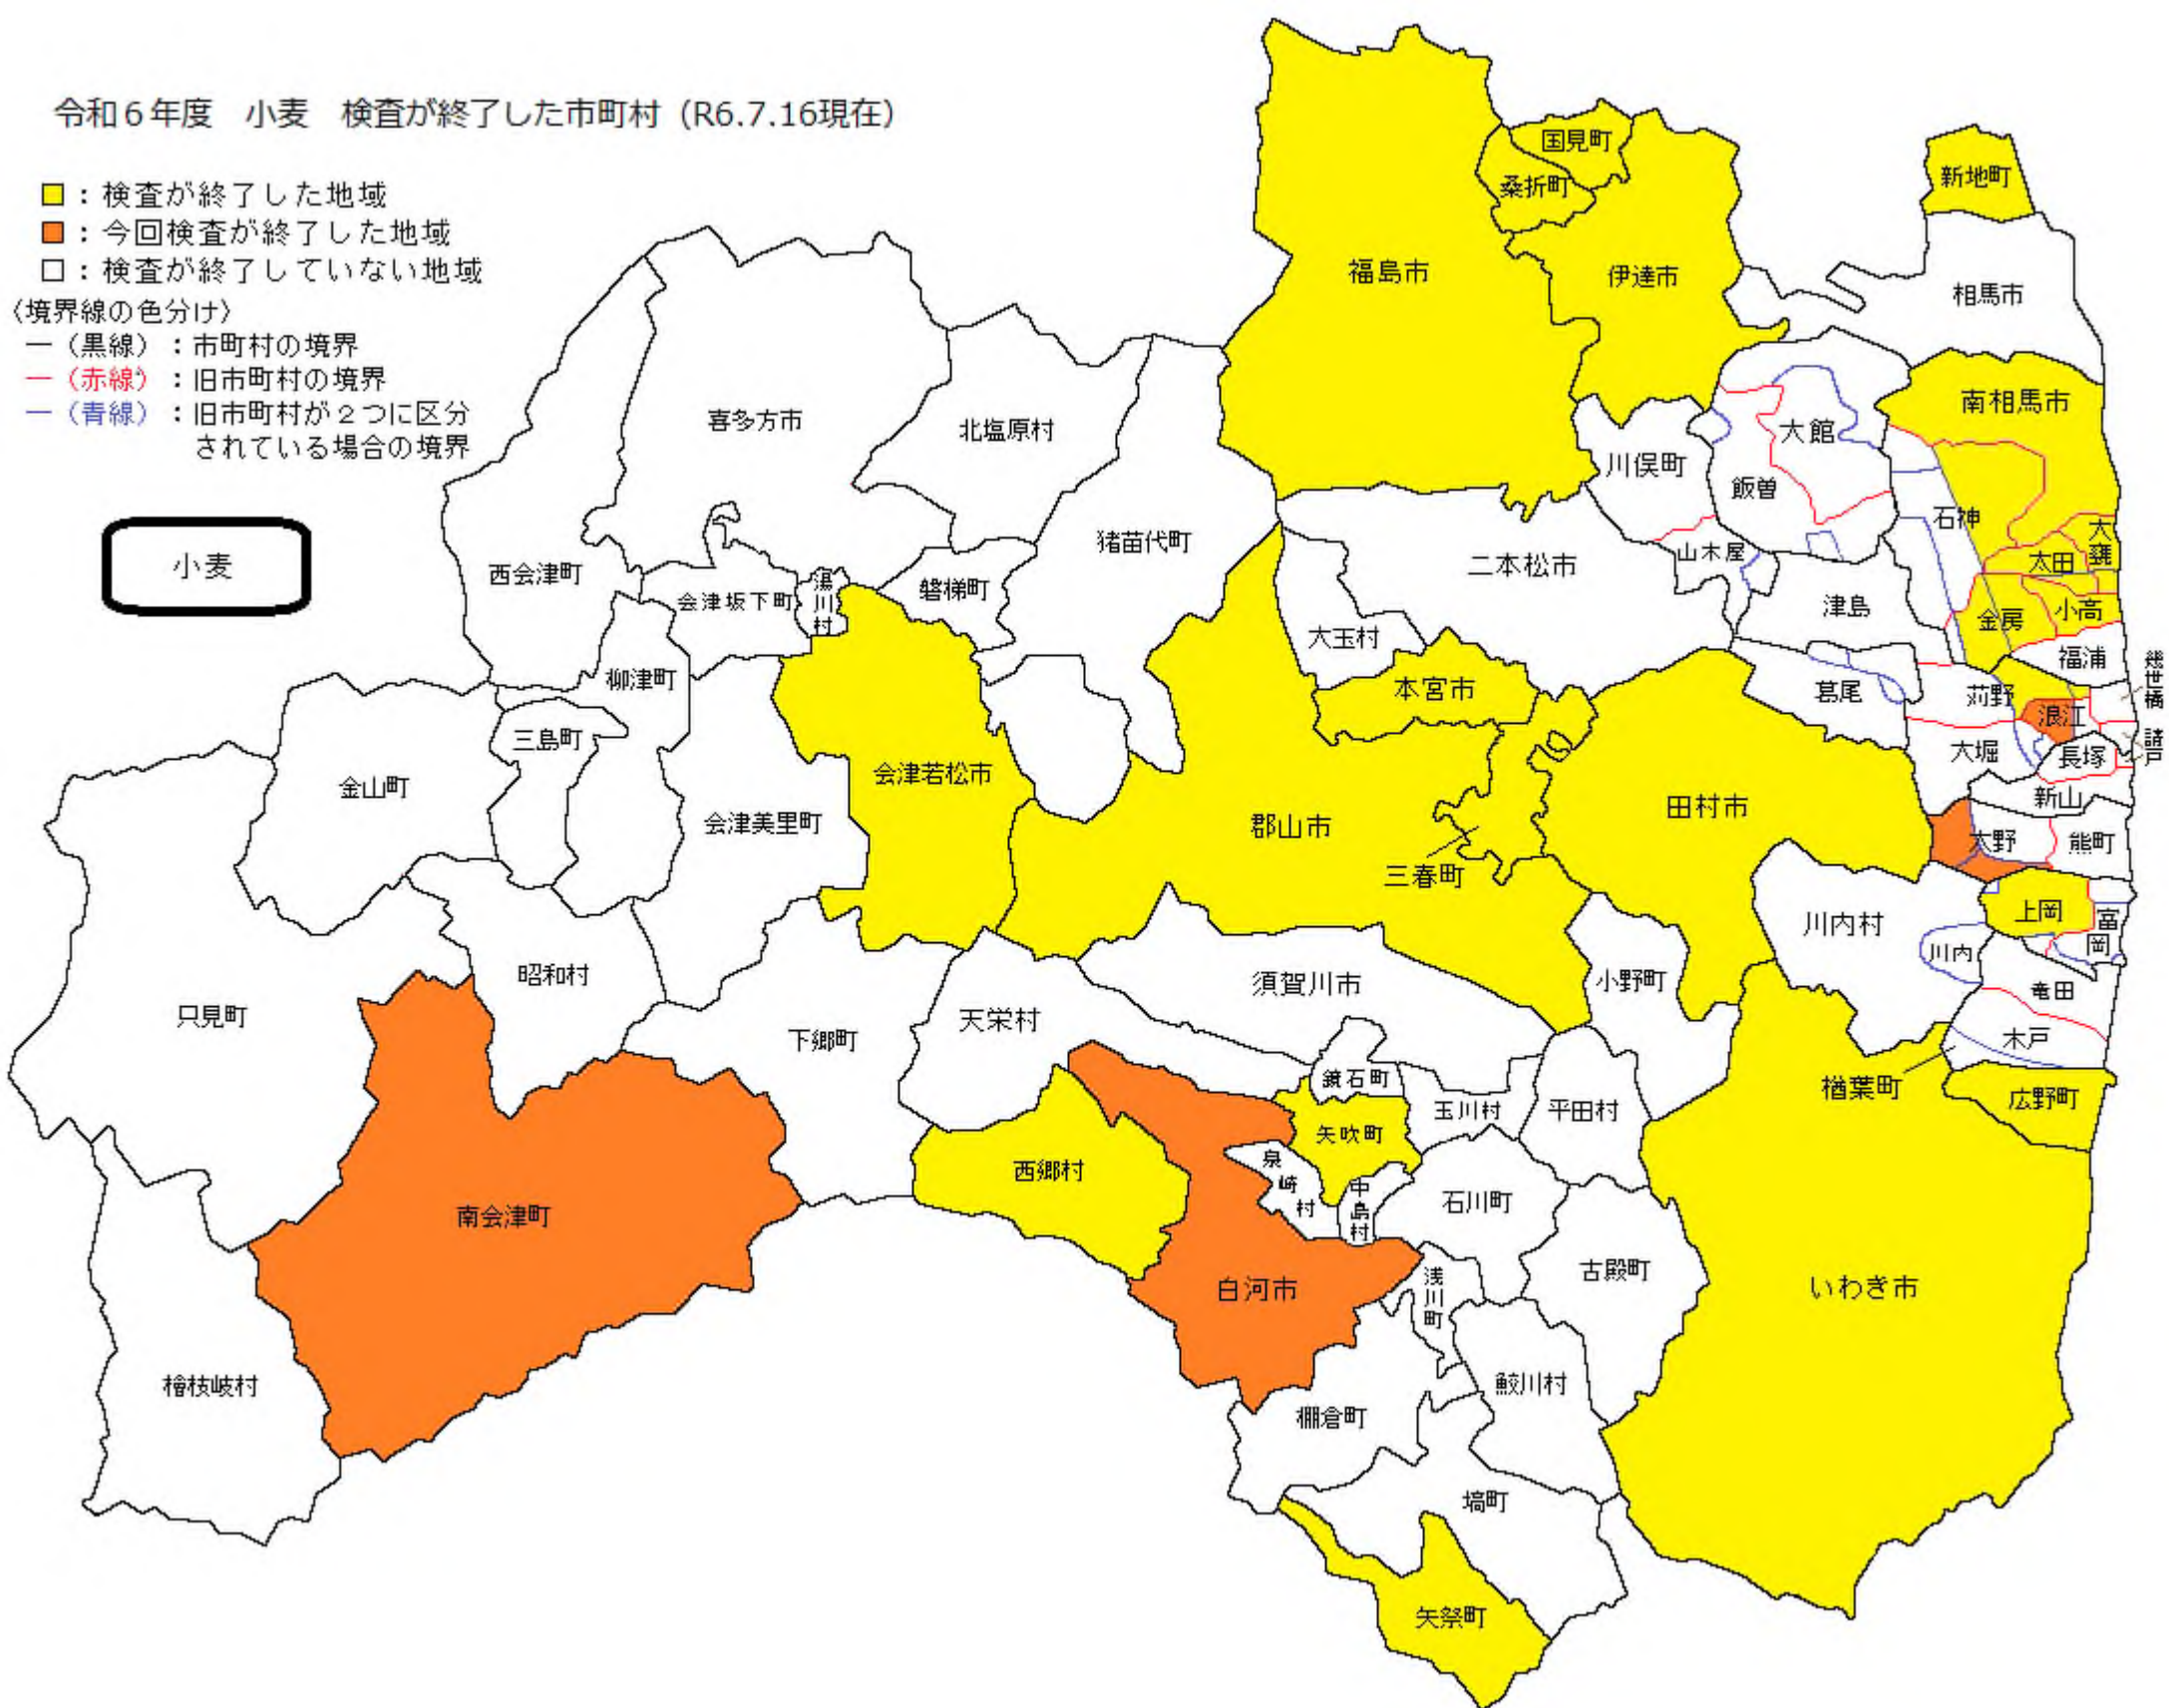 令和６年度　小麦　検査が終了した市町村（R6.7.16現在）
：検査が終了した地域
：今回検査が終了した地域
：検査が終了していない地域
〈境界線の色分け〉
―（黒線）：市町村の境界
―（赤線）：旧市町村の境界
―（青線）：旧市町村が２つに区分
されている場合の境界
小麦
国見町
桑折町
新地町
福島市
伊達市
相馬市
南相馬市
喜多方市
北塩原村
大館
川俣町
飯曽
石神
大甕
太田
猪苗代町
二本松市
山木屋
西会津町
会津坂下町
湯川村
磐梯町
津島
金房
小高
大玉村
福浦
幾世橋
柳津町
本宮市
葛尾
苅野
浪江
請戸
三島町
大堀
長塚
会津若松市
金山町
新山
会津美里町
郡山市
田村市
大野
熊町
三春町
上岡
富岡
川内村
川内
昭和村
須賀川市
小野町
竜田
只見町
天栄村
下郷町
木戸
鏡石町
楢葉町
広野町
玉川村
平田村
矢吹町
西郷村
泉崎村
中島村
石川町
南会津町
古殿町
白河市
浅川町
いわき市
檜枝岐村
鮫川村
棚倉町
塙町
矢祭町